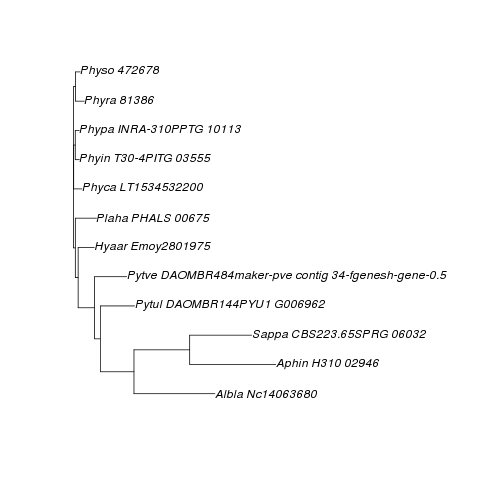 Physo 472678
Phyra 81386
Phypa INRA-310PPTG 10113
Phyin T30-4PITG 03555
Phyca LT1534532200
Plaha PHALS 00675
Hyaar Emoy2801975
Pytve DAOMBR484maker-pve contig 34-fgenesh-gene-0.5
Pytul DAOMBR144PYU1 G006962
Sappa CBS223.65SPRG 06032
Aphin H310 02946
Albla Nc14063680